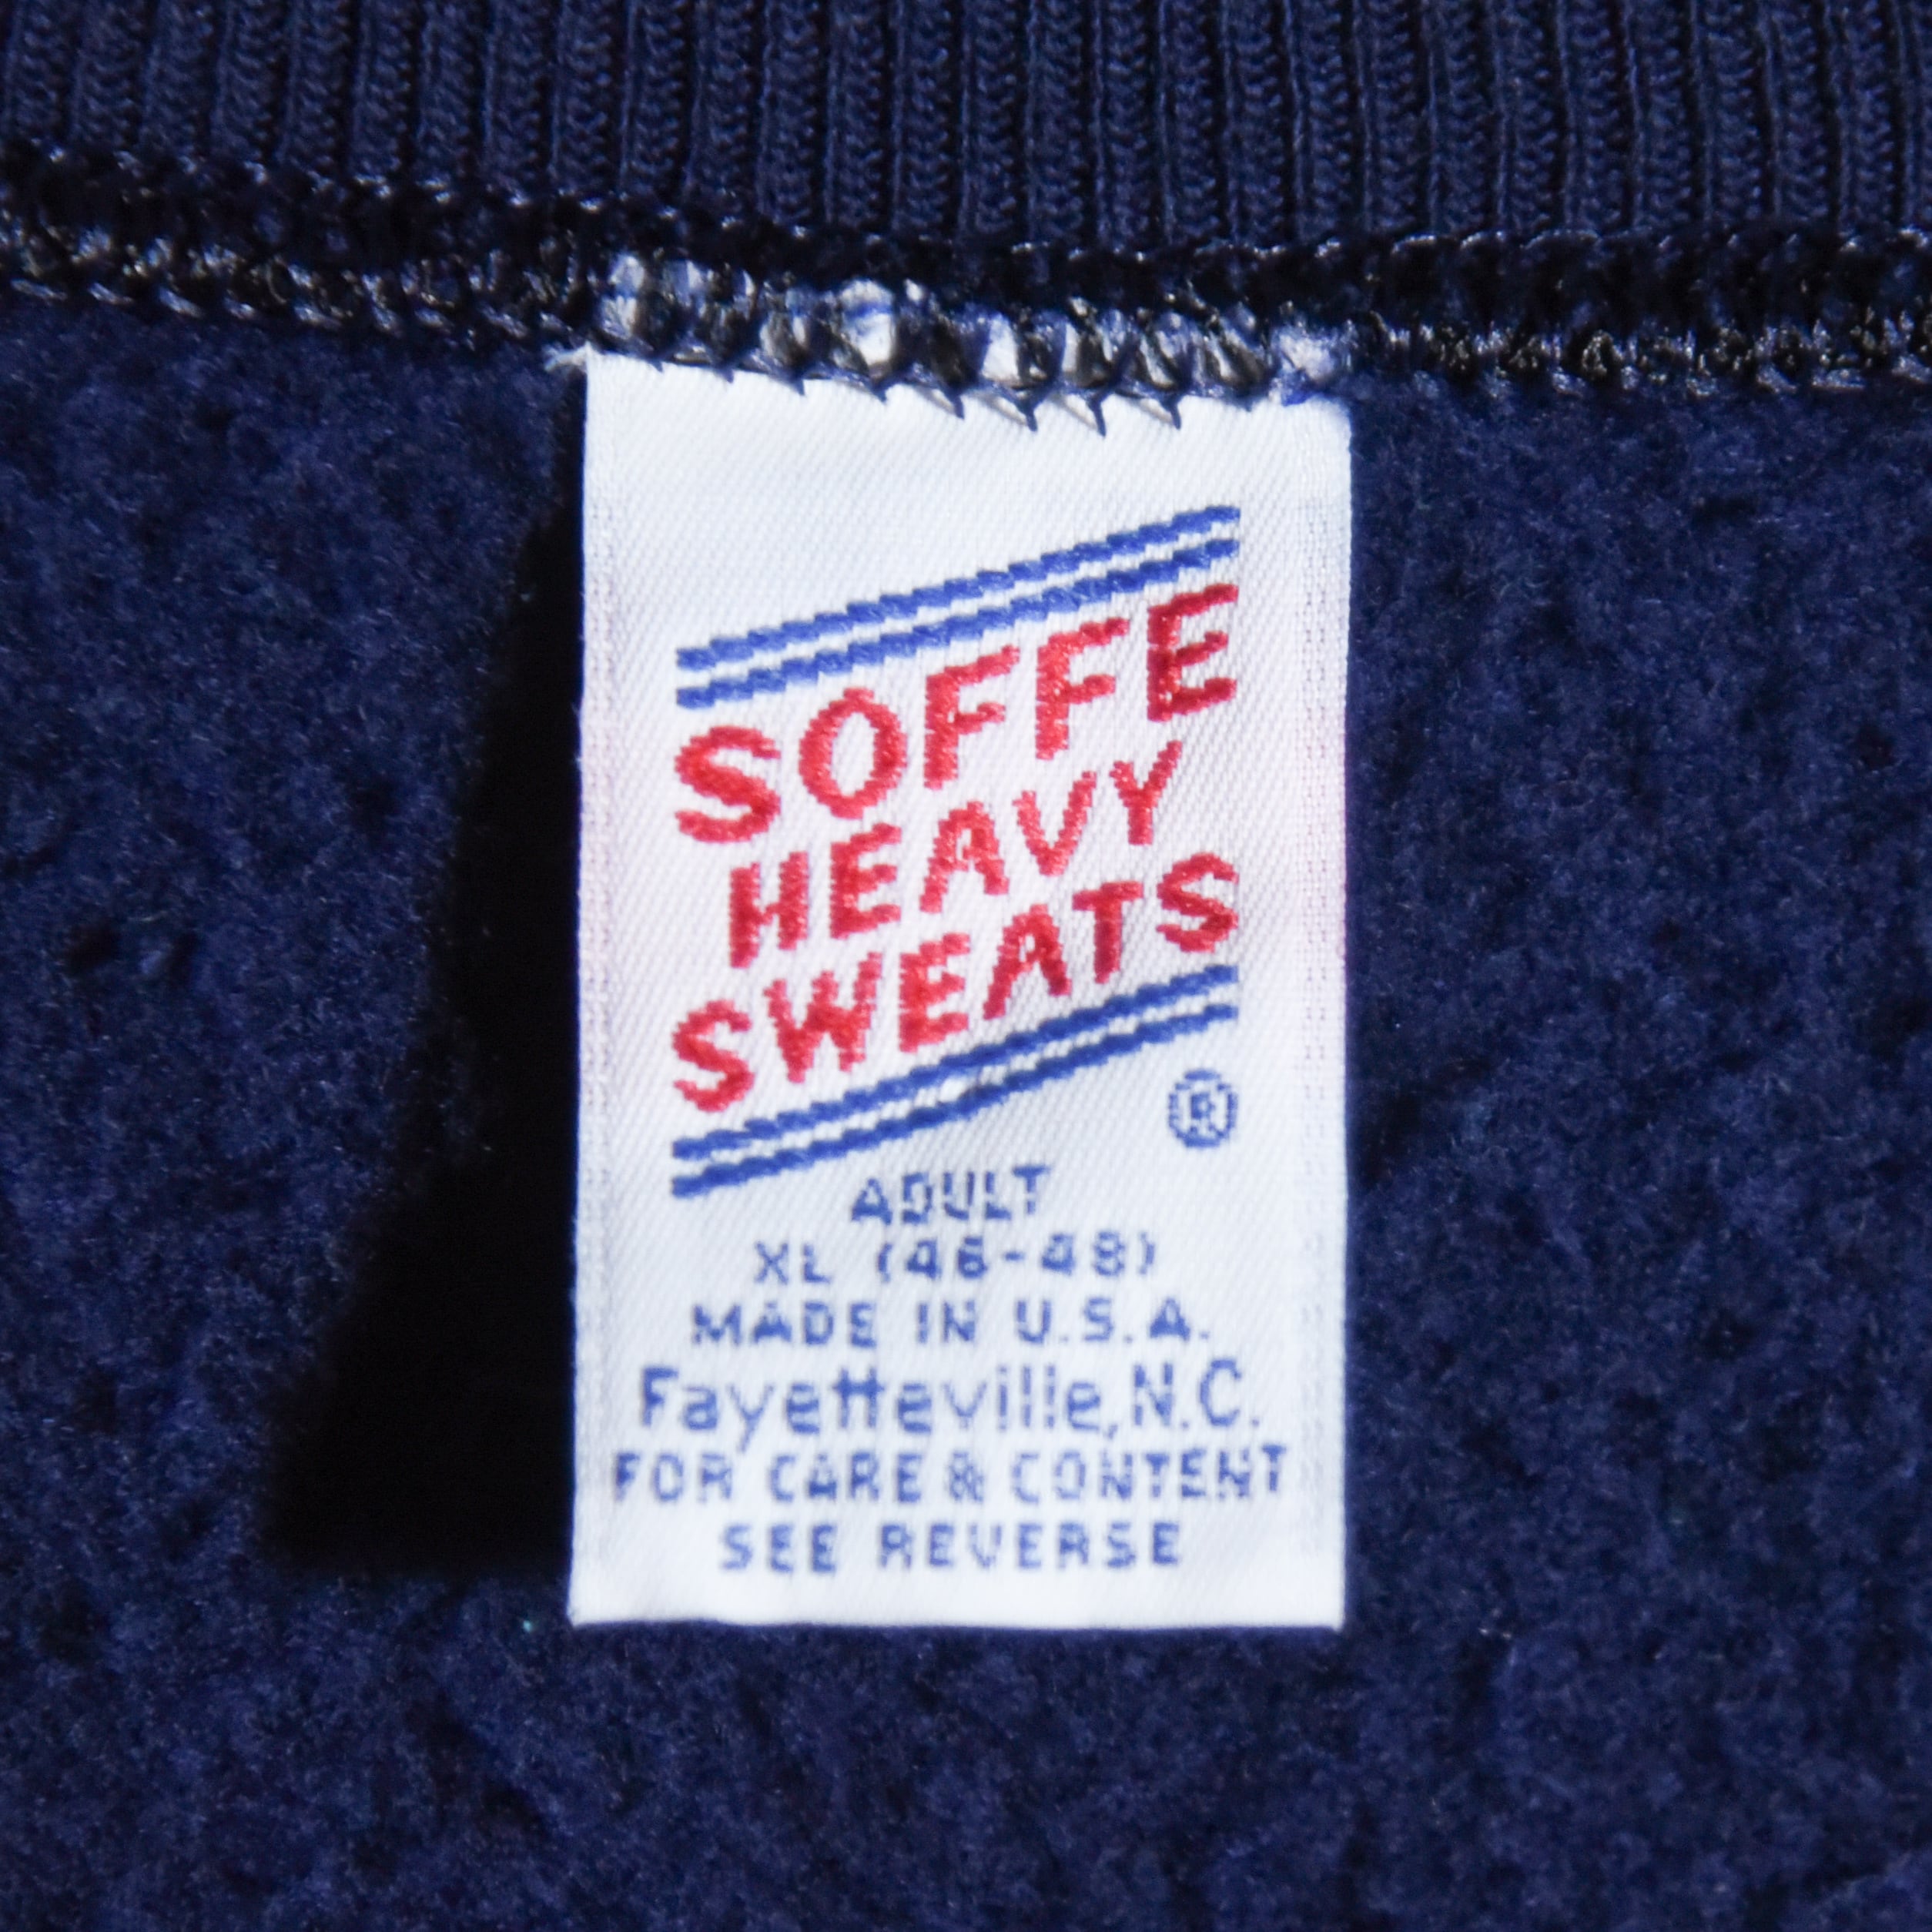 SOFFE
HEAVY
SWEATS
®
ADULT
XL (46-48)
MADE IN U.S.A.
Fayetteville, N.C.
FOR CARE & CONTENT
SEE REVERSE